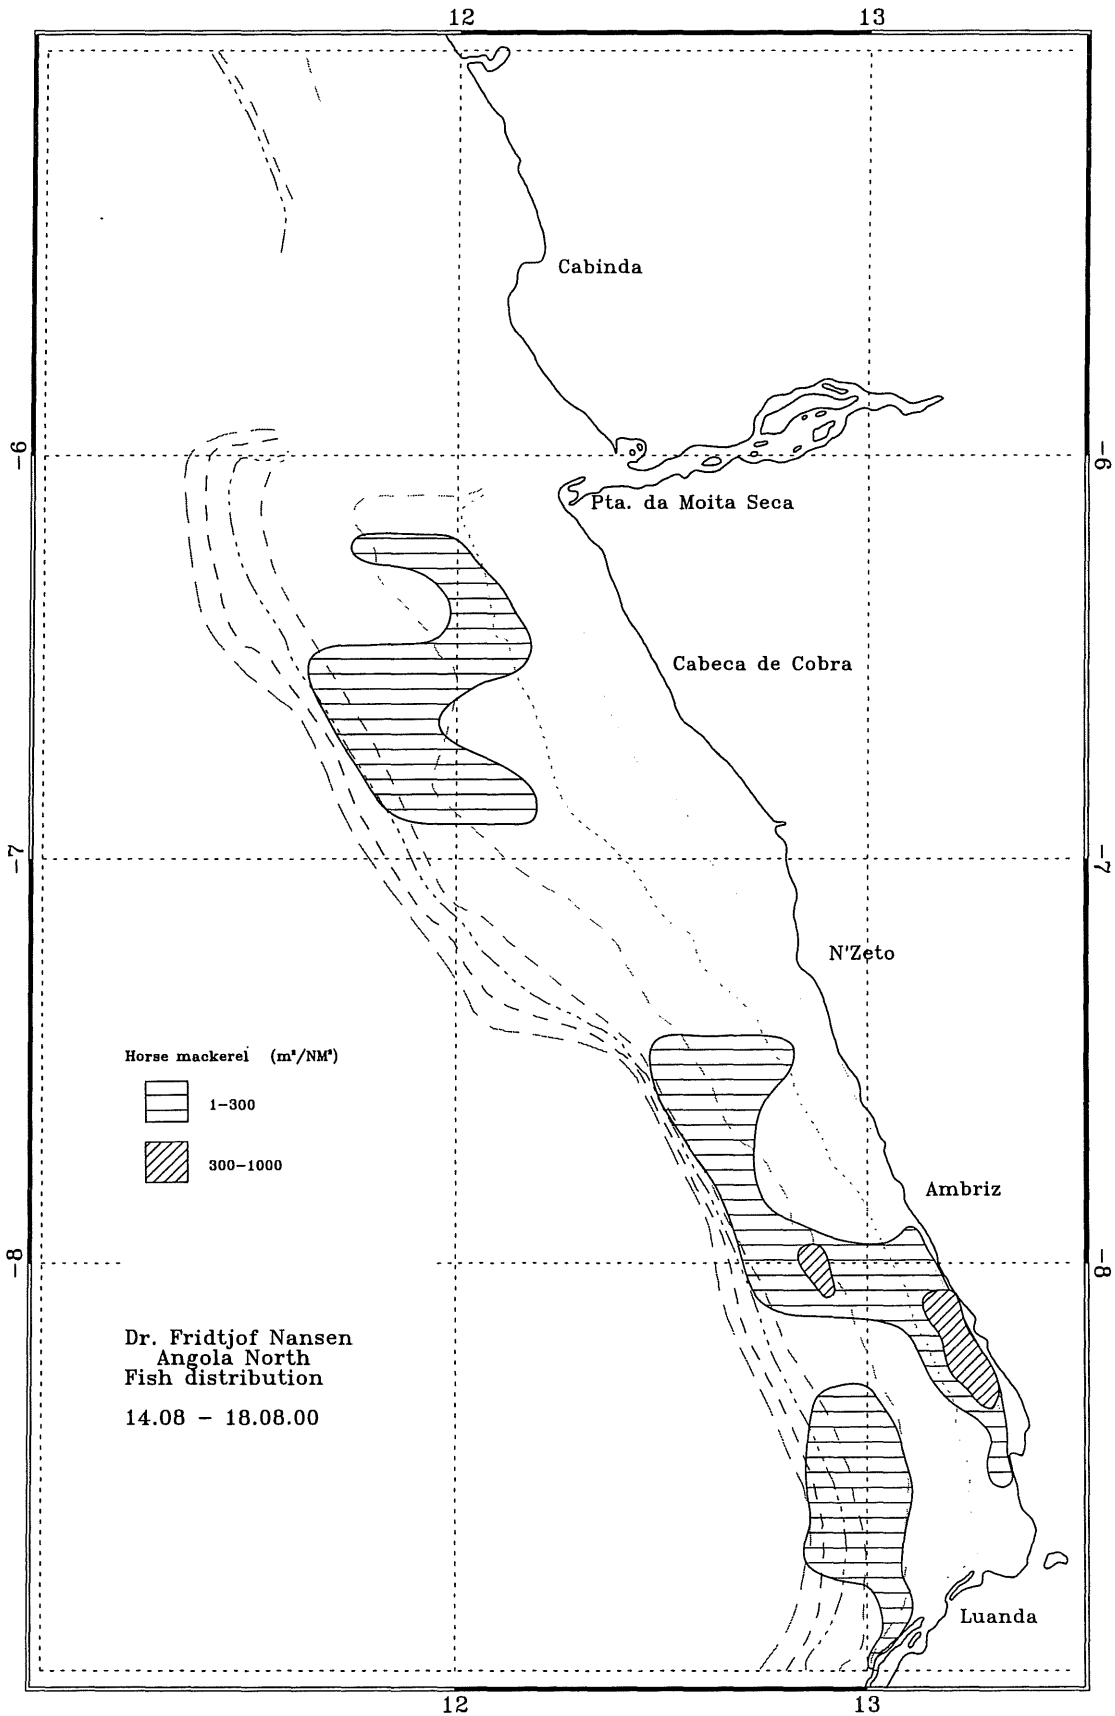 12 13
Cabinda
-6 -6
Pta. da Moita Seca
Cabeca de Cobra
-7 -7
N'Zeto
Horse mackerel (m²/NM²)
1-300
300-1000
Ambriz
-8 -8
Dr. Fridtjof Nansen
Angola North
Fish distribution
14.08 - 18.08.00
Luanda
12 13